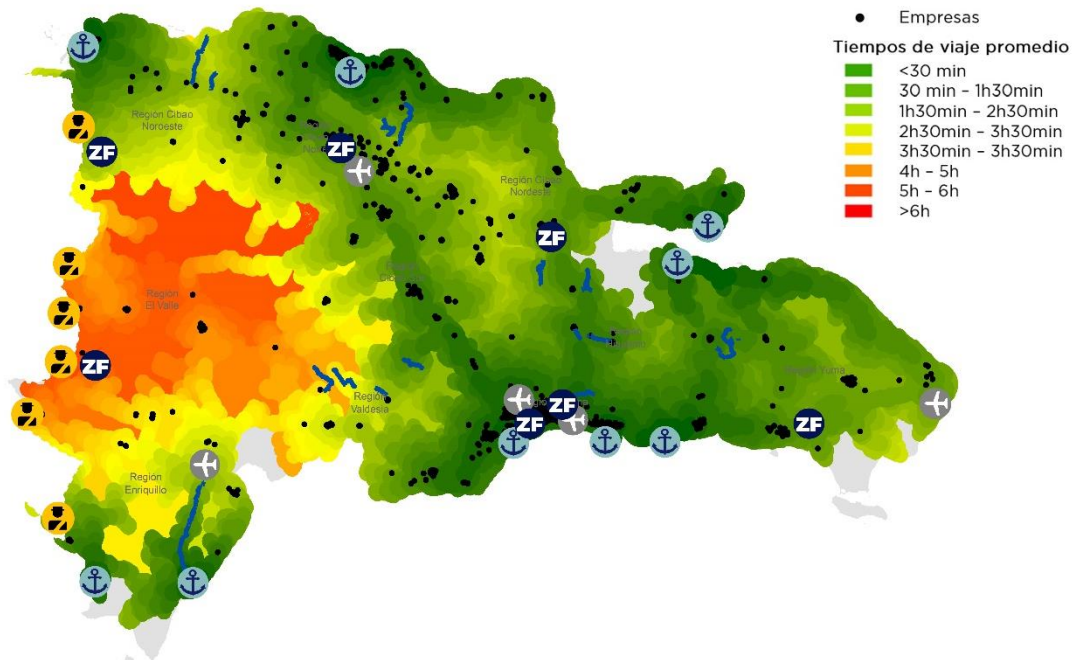 Empresas
Tiempos de viaje promedio
<30 min
30 min – 1h30min
1h30min – 2h30min
2h30min – 3h30min
3h30min – 3h30min
4h – 5h
5h – 6h
>6h
Región Cibao
Noroeste
ZF
ZF
Región Cibao
Nordeste
ZF
Región
El Valle
ZF
Región
Valdesia
ZF
ZF
ZF
Región
Enriquillo